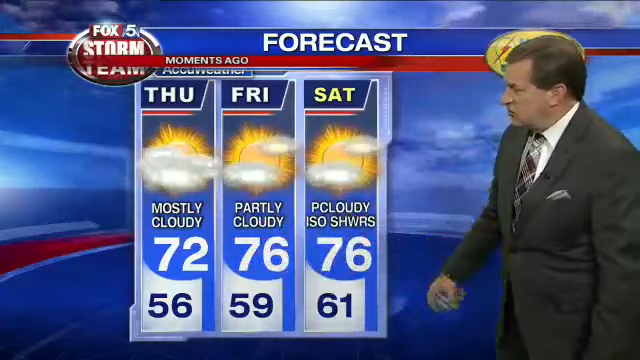 FOX 5
STORM
TEAM
FORECAST
MOMENTS AGO
AccuWeather
THU
FRI
SAT
MOSTLY
CLOUDY
PARTLY
CLOUDY
PCLOUDY
ISO SHWRS
72
76
76
56
59
61